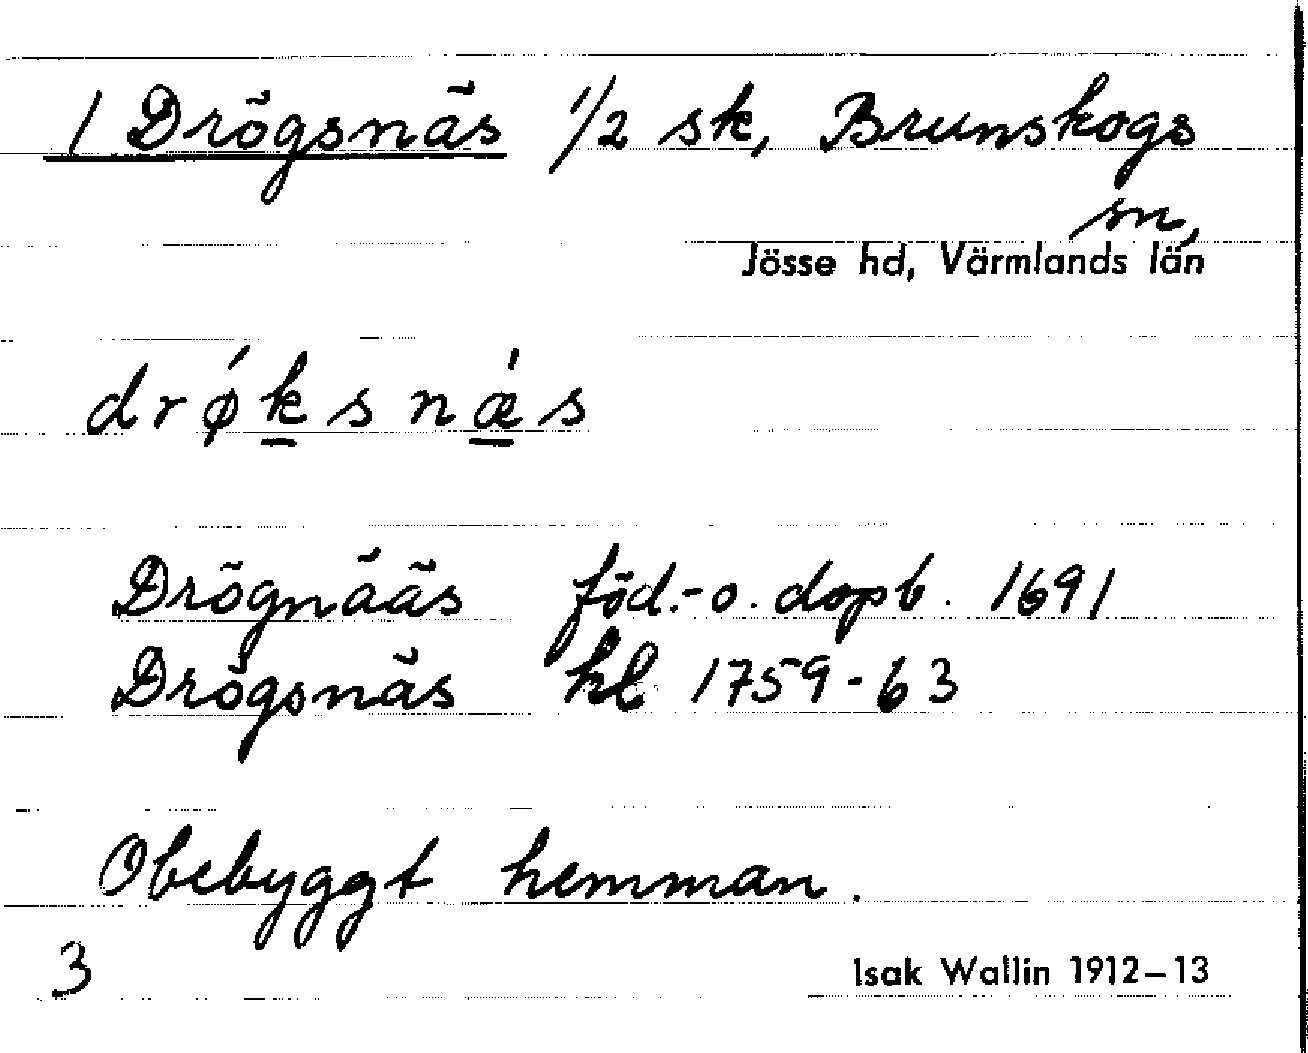 1 Drögsnäs 1/2 sk, Brunskogs
sn,
Jösse hd, Värmlands län
drǿksnǽs
Drögnääs föd.-o. dopb. 1691
Drögsnäs hl 1759-63
Obebyggt hemman.
3
Isak Wallin 1912-13